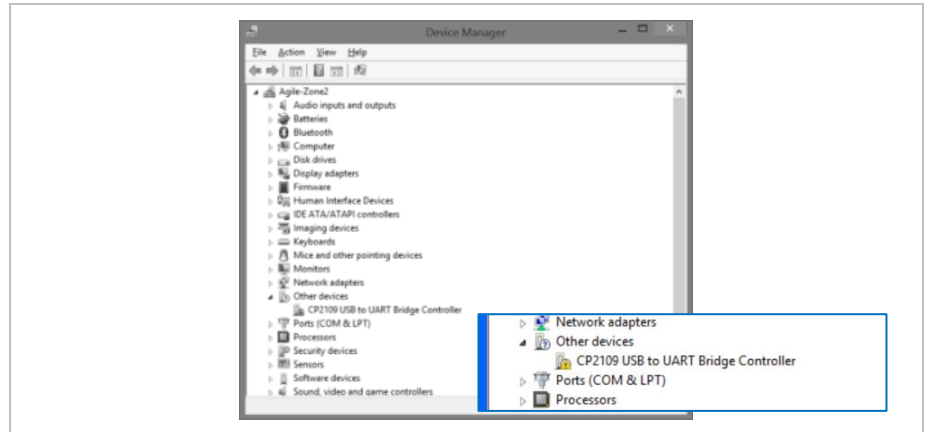 Device Manager
File Action View Help
Agile-Zone2
Audio inputs and outputs
Batteries
Bluetooth
Computer
Disk drives
Display adapters
Firmware
Human Interface Devices
IDE ATA/ATAPI controllers
Imaging devices
Keyboards
Mice and other pointing devices
Monitors
Network adapters
Other devices
CP2109 USB to UART Bridge Controller
Ports (COM & LPT)
Processors
Security devices
Sensors
Software devices
Sound, video and game controllers
Network adapters
Other devices
CP2109 USB to UART Bridge Controller
Ports (COM & LPT)
Processors